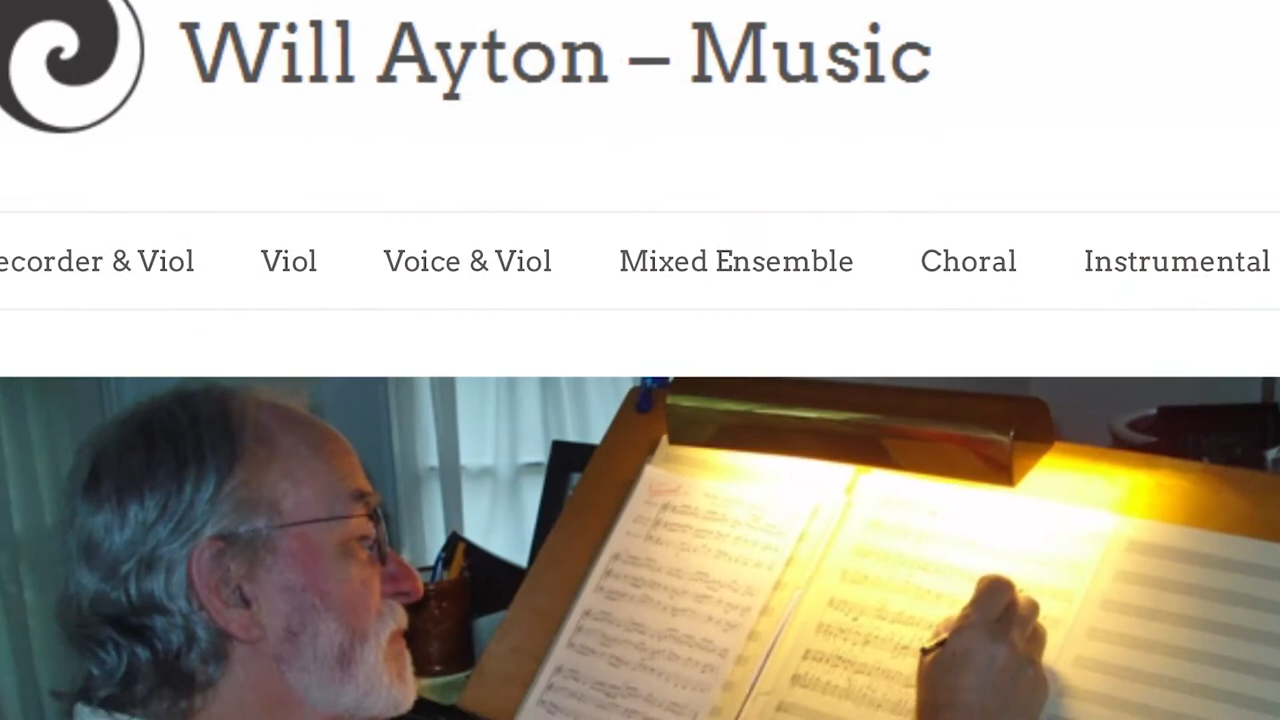 Will Ayton – Music
ecorder & Viol Viol Voice & Viol Mixed Ensemble Choral Instrumental